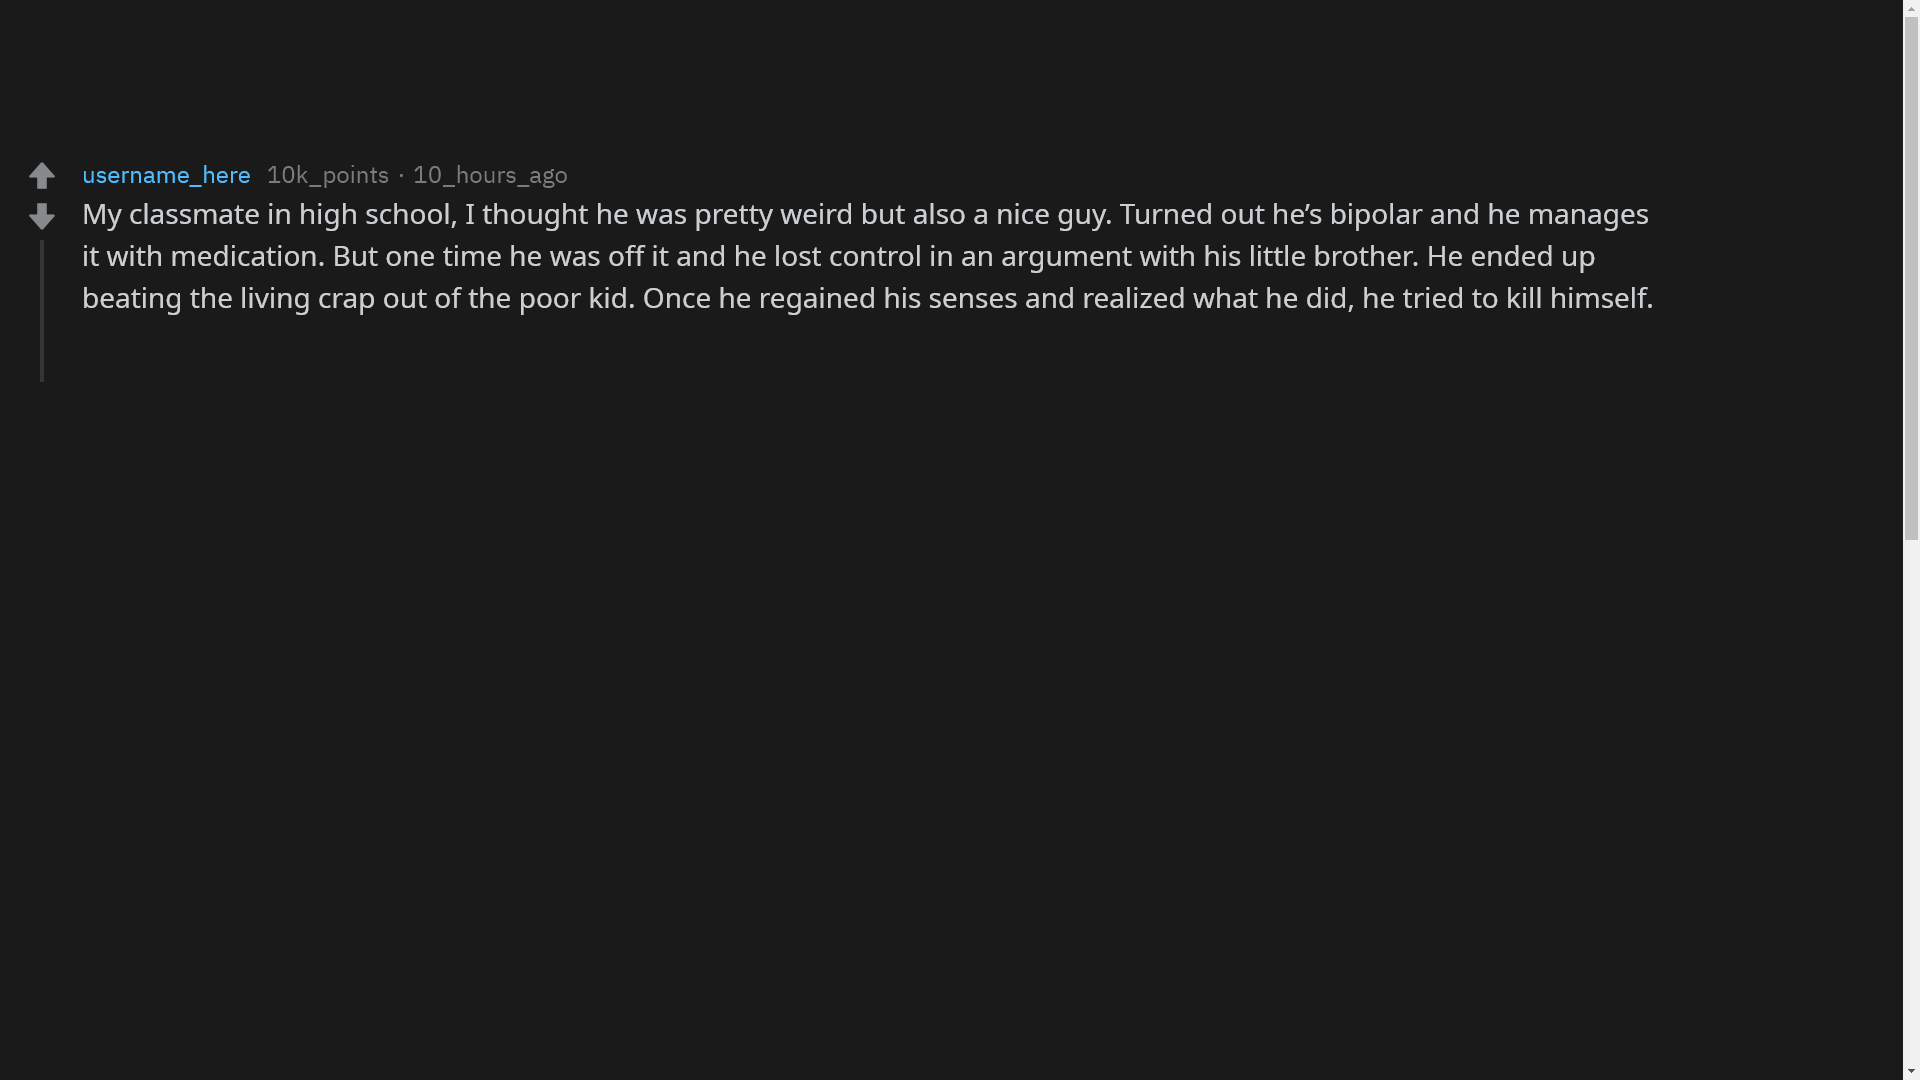 username_here 10k_points · 10_hours_ago
My classmate in high school, I thought he was pretty weird but also a nice guy. Turned out he’s bipolar and he manages
it with medication. But one time he was off it and he lost control in an argument with his little brother. He ended up
beating the living crap out of the poor kid. Once he regained his senses and realized what he did, he tried to kill himself.